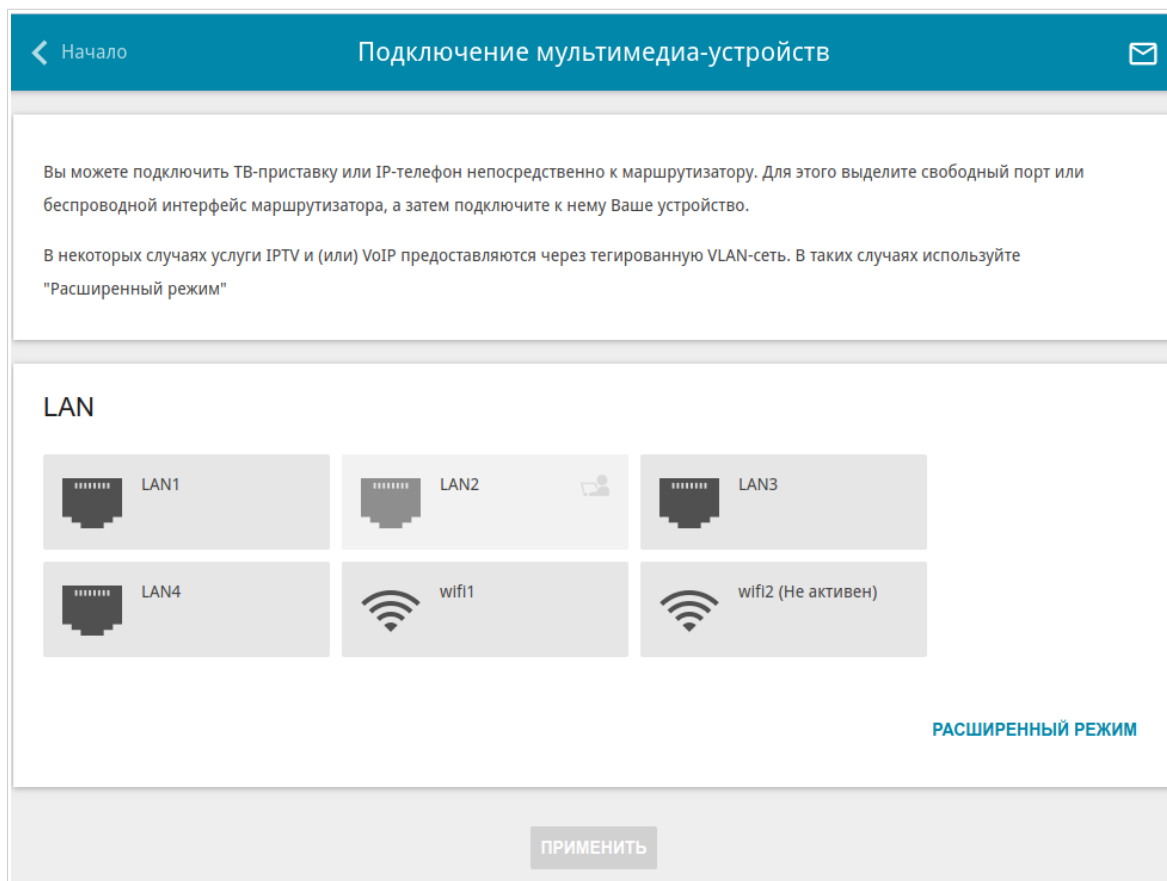 Начало
Подключение мультимедиа-устройств
Вы можете подключить ТВ-приставку или IP-телефон непосредственно к маршрутизатору. Для этого выделите свободный порт или
беспроводной интерфейс маршрутизатора, а затем подключите к нему Ваше устройство.
В некоторых случаях услуги IPTV и (или) VoIP предоставляются через тегированную VLAN-сеть. В таких случаях используйте
"Расширенный режим"
LAN
LAN1
LAN2
LAN3
LAN4
wifi1
wifi2 (Не активен)
РАСШИРЕННЫЙ РЕЖИМ
ПРИМЕНИТЬ